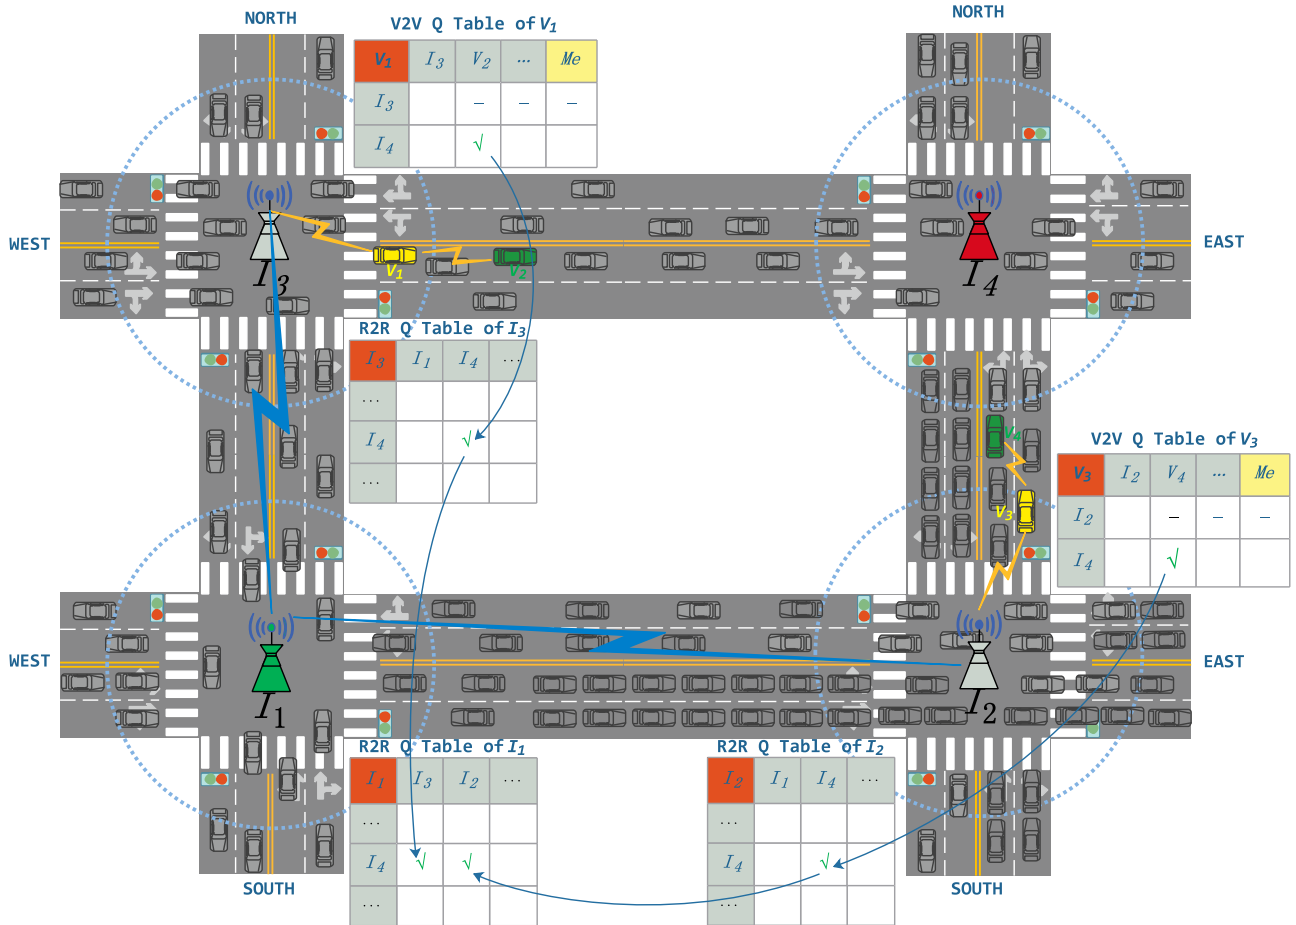 NORTH
NORTH
V2V Q Table of V1
V1 I3 V2 ... Me
I3 – – –
I4 √
WEST
EAST
V1
V2
I3
I4
R2R Q Table of I3
I3 I1 I4 ...
...
I4 √
...
V4
V3
V2V Q Table of V3
V3 I2 V4 ... Me
I2 – – –
I4 √
WEST
EAST
I1
I2
R2R Q Table of I1
I1 I3 I2 ...
...
I4 √ √
...
R2R Q Table of I2
I2 I1 I4 ...
...
I4 √
...
SOUTH
SOUTH